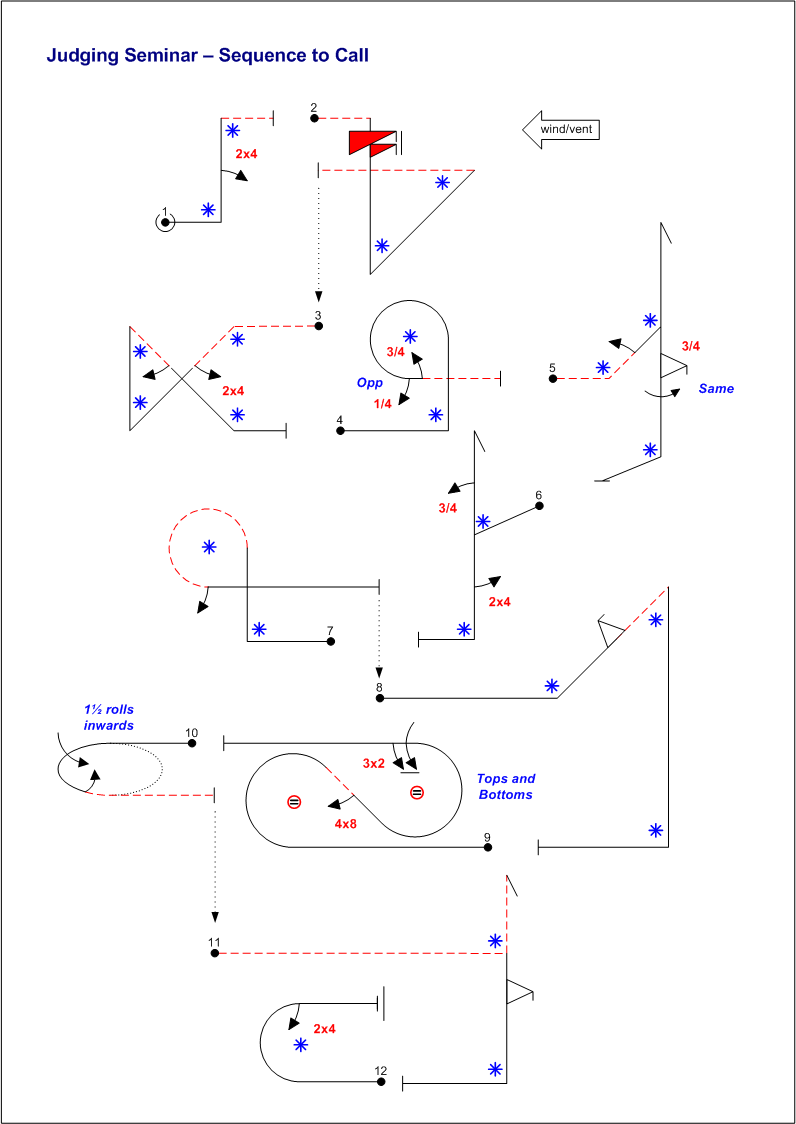 Judging Seminar – Sequence to Call
2
wind/vent
2x4
1
3
3/4
Opp
1/4
2x4
4
5
3/4
Same
6
3/4
2x4
7
8
1½ rolls
inwards
10
3x2
Tops and
Bottoms
4x8
9
11
2x4
12